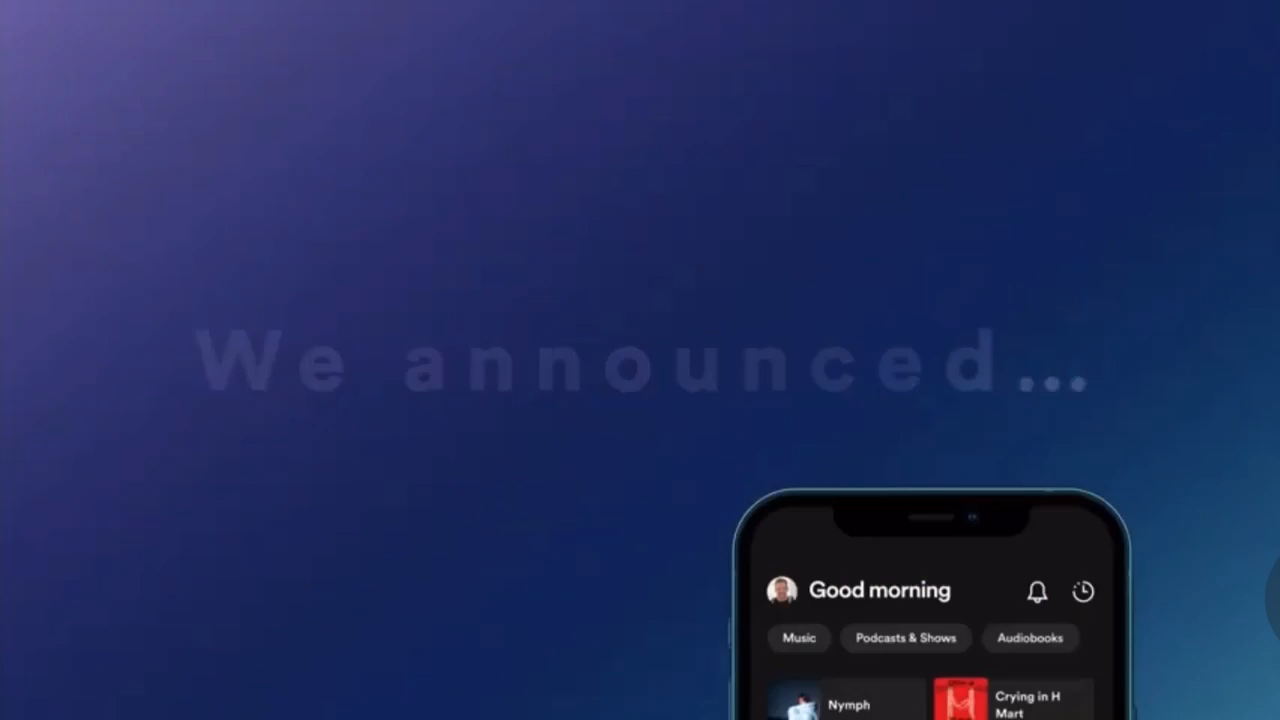 We announced...
Good morning
Music Podcasts & Shows Audiobooks
Nymph
Crying in H
Mart